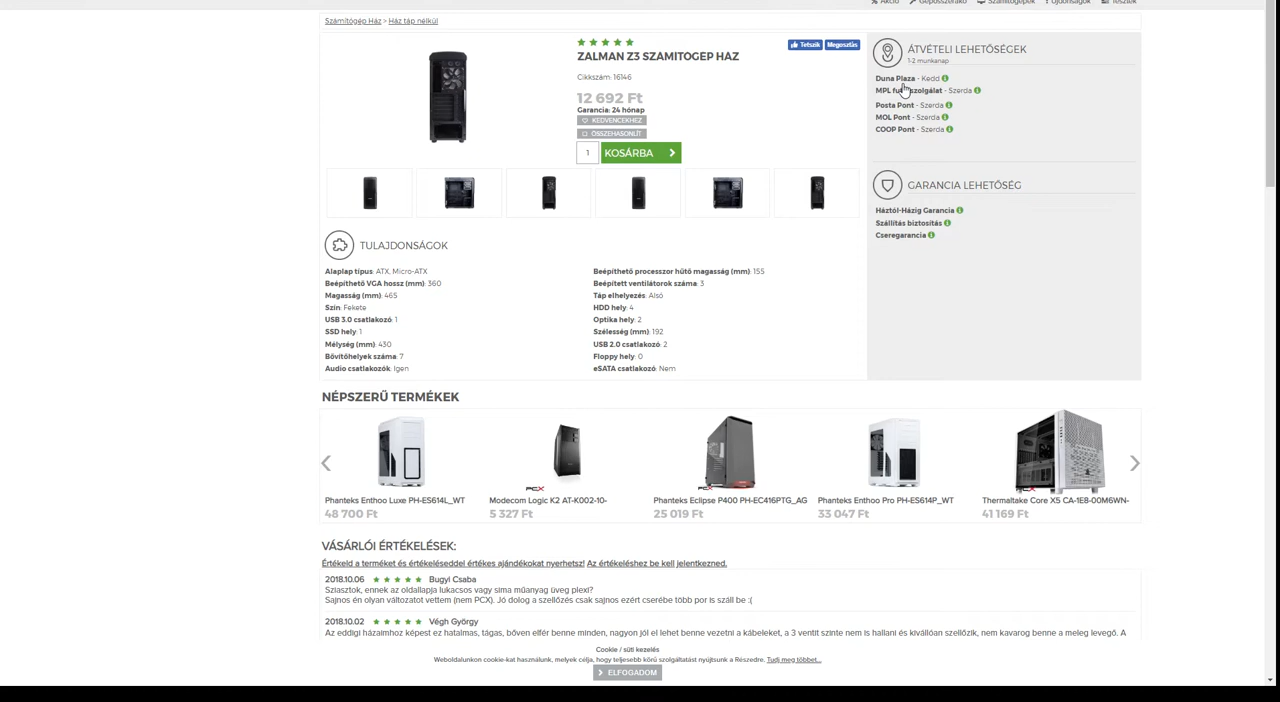 Akció Géposszerakó Számítógépek Újdonságok Tesztek
Számítógép Ház > Ház táp nélkül
ZALMAN Z3 SZAMITOGEP HAZ
Cikkszám: 16146
12 692 Ft
Garancia: 24 hónap
KEDVENCEKHEZ
ÖSSZEHASONLÍT
1 KOSÁRBA
Tetszik Megosztás
ÁTVÉTELI LEHETŐSÉGEK
1-2 munkanap
Duna Plaza - Kedd
MPL - Szerda
Posta Pont - Szerda
MOL Pont - Szerda
COOP Pont - Szerda
GARANCIA LEHETŐSÉG
Háztól-Házig Garancia
Szállítás biztosítás
Cseregarancia
TULAJDONSÁGOK
Alaplap típus: ATX, Micro-ATX
Beépíthető VGA hossz (mm): 360
Magasság (mm): 465
Szín: Fekete
USB 3.0 csatlakozó: 1
SSD hely: 1
Mélység (mm): 430
Bővítőhelyek száma: 7
Audio csatlakozók: Igen
Beépíthető processzor hűtő magasság (mm): 155
Beépített ventilátorok száma: 3
Táp elhelyezés: Alsó
HDD hely: 4
Optika hely: 2
Szélesség (mm): 192
USB 2.0 csatlakozó: 2
Floppy hely: 0
eSATA csatlakozó: Nem
NÉPSZERŰ TERMÉKEK
Phanteks Enthoo Luxe PH-ES614L_WT
48 700 Ft
PCX
Modecom Logic K2 AT-K002-10-
5 327 Ft
PCX
Phanteks Eclipse P400 PH-EC416PTG_AG
25 019 Ft
Phanteks Enthoo Pro PH-ES614P_WT
33 047 Ft
PCX
Thermaltake Core X5 CA-1E8-00M6WN-
41 169 Ft
VÁSÁRLÓI ÉRTÉKELÉSEK:
Értékeld a terméket és értékeléseddel értékes ajándékokat nyerhetsz! Az értékeléshez be kell jelentkezned.
2018.10.06 Bugyi Csaba
Sziasztok, ennek az oldallapja lukacsos vagy sima műanyag üveg plexi?
Sajnos én olyan változatot vettem (nem PCX). Jó dolog a szellőzés csak sajnos ezért cserébe több por is száll be :(
2018.10.02 Végh György
Az eddigi házaimhoz képest ez hatalmas, tágas, bőven elfér benne minden, nagyon jól el lehet benne vezetni a kábeleket, a 3 ventit szinte nem is hallani és kiválóan szellőzik, nem kavarog benne a meleg levegő. A
Cookie / süti kezelés
Weboldalunkon cookie-kat használunk, melyek célja, hogy teljesebb körű szolgáltatást nyújtsunk a Részedre. Tudj meg többet...
ELFOGADOM